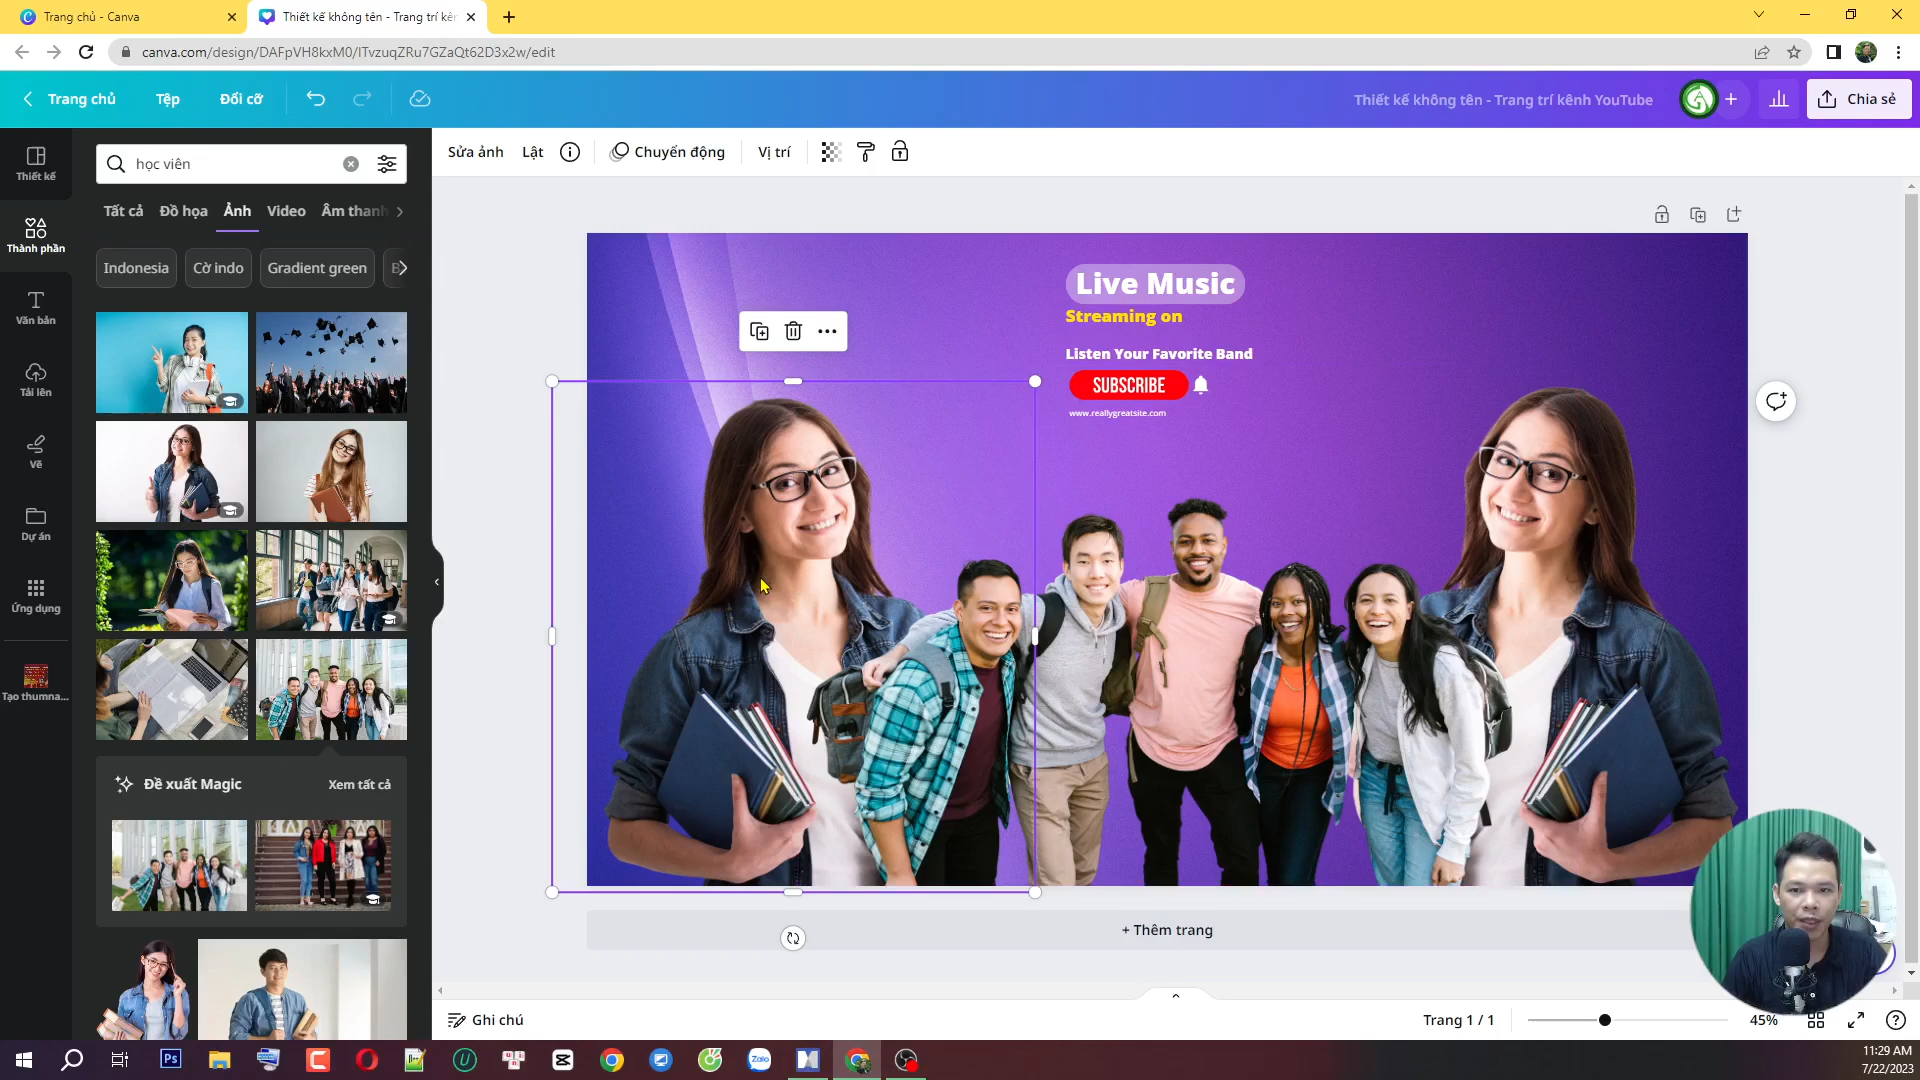 Trang chủ - Canva
Thiết kế không tên - Trang trí kên
canva.com/design/DAFpVH8kxM0/ITvzuqZRu7GZaQt62D3x2w/edit
Trang chủ
Tệp
Đổi cỡ
Thiết kế không tên - Trang trí kênh YouTube
Chia sẻ
Thiết kế
Thành phần
Văn bản
Tải lên
Vẽ
Dự án
Ứng dụng
Tạo thumna...
học viên
Tất cả
Đồ họa
Ảnh
Video
Âm thanh
Indonesia
Cờ indo
Gradient green
Đề xuất Magic
Xem tất cả
Sửa ảnh
Lật
Chuyển động
Vị trí
Live Music
Streaming on
Listen Your Favorite Band
SUBSCRIBE
www.reallygreatsite.com
+ Thêm trang
Ghi chú
Trang 1 / 1
45%
Ps
Zalo
11:29 AM
7/22/2023